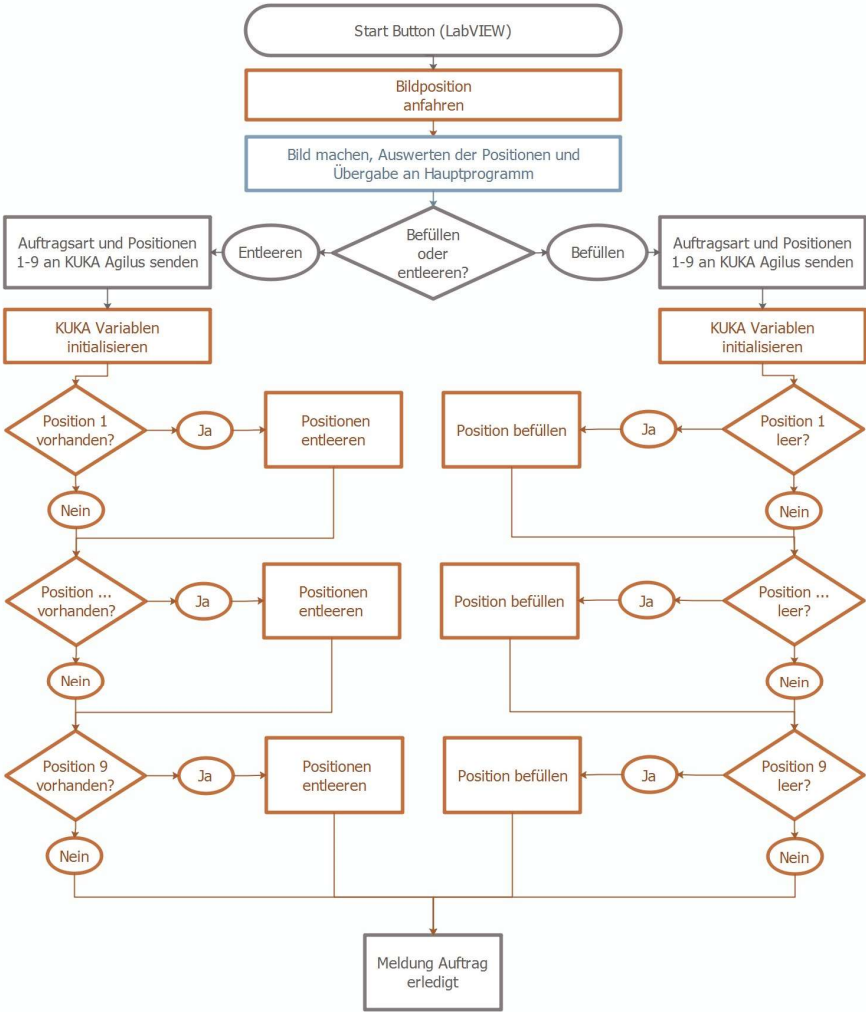 Start Button (LabVIEW)
Bildposition
anfahren
Bild machen, Auswerten der Positionen und
Übergabe an Hauptprogramm
Befüllen
oder
entleeren?
Entleeren
Befüllen
Auftragsart und Positionen
1-9 an KUKA Agilus senden
Auftragsart und Positionen
1-9 an KUKA Agilus senden
KUKA Variablen
initialisieren
KUKA Variablen
initialisieren
Position 1
vorhanden?
Ja
Positionen
entleeren
Position befüllen
Ja
Position 1
leer?
Nein
Nein
Position ...
vorhanden?
Ja
Positionen
entleeren
Position befüllen
Ja
Position ...
leer?
Nein
Nein
Position 9
vorhanden?
Ja
Positionen
entleeren
Position befüllen
Ja
Position 9
leer?
Nein
Nein
Meldung Auftrag
erledigt